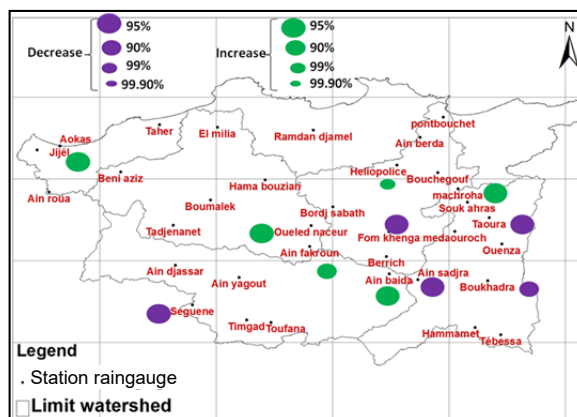 Decrease
95%
90%
99%
99.90%
Increase
95%
90%
99%
99.90%
N
pontbouchet
Taher
El milia
Ramdan djamel
Ain berda
Aokas
Jijél
Heliopolice
Bouchegouf
Beni aziz
Hama bouzian
machroha
Ain roua
Boumalek
Souk ahras
Bordj sabath
Taoura
Tadjenanet
Oueled naceur
Fom khenga medaouroch
Ain fakroun
Ouenza
Berrich
Ain djassar
Ain yagout
Ain baida
Ain sadjra
Boukhadra
Séguene
Timgad
Toufana
Hammamet
Tébessa
Legend
. Station raingauge
Limit watershed